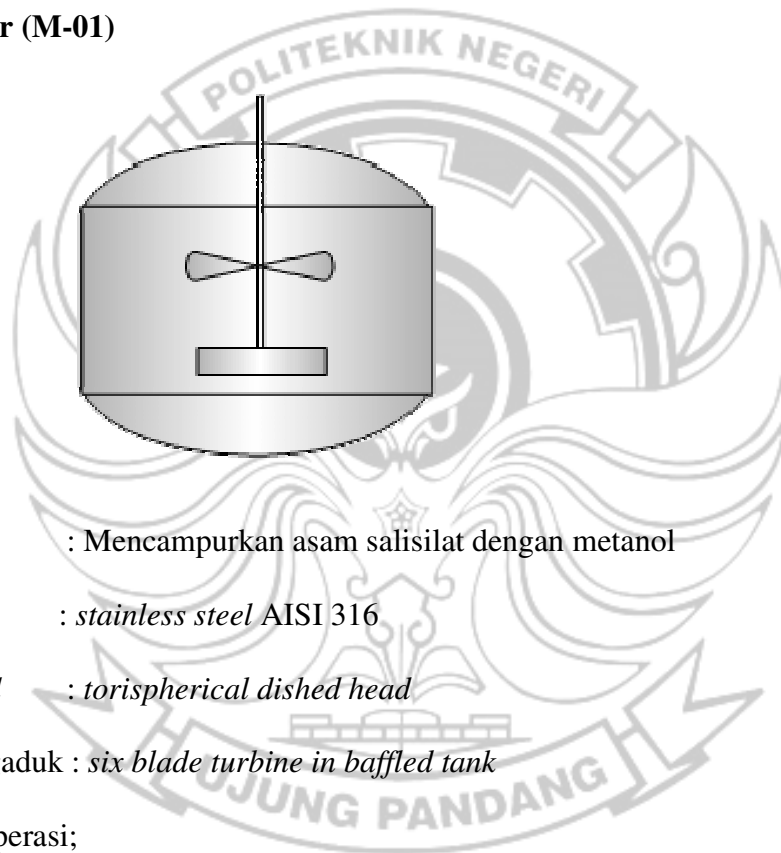 r (M-01)
POLITEKNIK NEGERI
: Mencampurkan asam salisilat dengan metanol
: stainless steel AISI 316
: torispherical dished head
aduk : six blade turbine in baffled tank
UJUNG PANDANG
perasi;